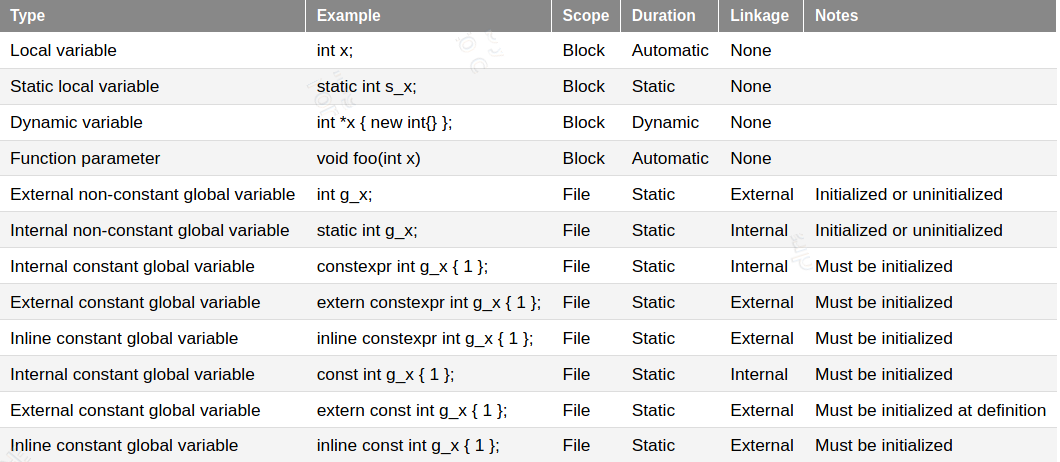 Type Example Scope Duration Linkage Notes
Local variable int x; Block Automatic None
Static local variable static int s_x; Block Static None
Dynamic variable int *x { new int{} }; Block Dynamic None
Function parameter void foo(int x) Block Automatic None
External non-constant global variable int g_x; File Static External Initialized or uninitialized
Internal non-constant global variable static int g_x; File Static Internal Initialized or uninitialized
Internal constant global variable constexpr int g_x { 1 }; File Static Internal Must be initialized
External constant global variable extern constexpr int g_x { 1 }; File Static External Must be initialized
Inline constant global variable inline constexpr int g_x { 1 }; File Static External Must be initialized
Internal constant global variable const int g_x { 1 }; File Static Internal Must be initialized
External constant global variable extern const int g_x { 1 }; File Static External Must be initialized at definition
Inline constant global variable inline const int g_x { 1 }; File Static External Must be initialized